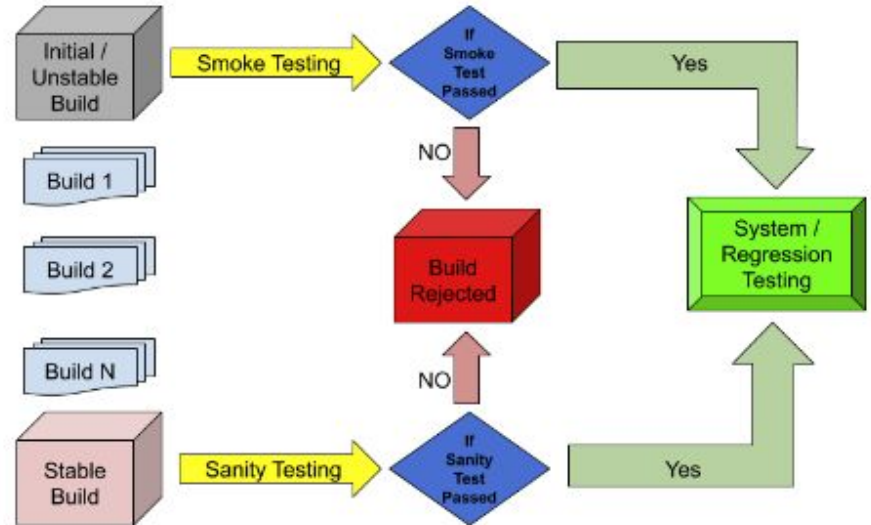 Initial /
Unstable
Build
Smoke Testing
If
Smoke
Test
Passed
Yes
NO
Build 1
Build 2
Build N
Build
Rejected
System /
Regression
Testing
NO
Stable
Build
Sanity Testing
If
Sanity
Test
Passed
Yes